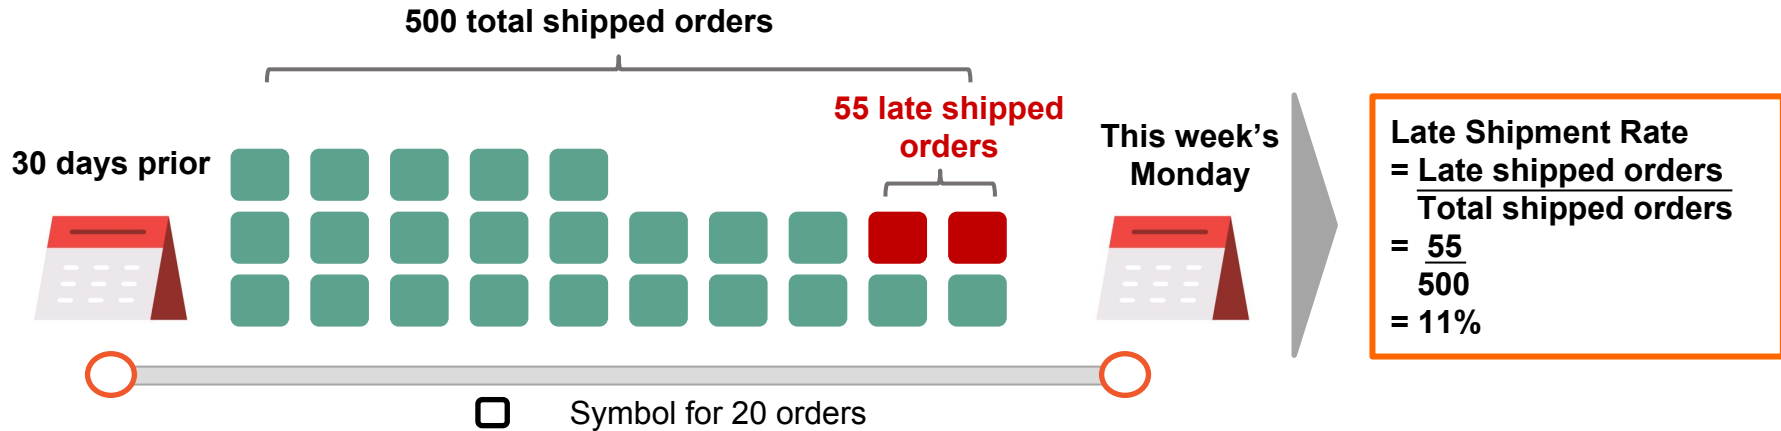 500 total shipped orders
55 late shipped
orders
30 days prior
This week's
Monday
Late Shipment Rate
= Late shipped orders
Total shipped orders
= 55
500
= 11%
Symbol for 20 orders